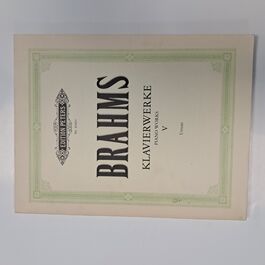 EDITION PETERS
BRAHMS
KLAVIERWERKE
PIANO WORKS
V
Urtext